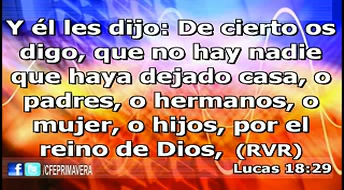 Y él les dijo: De cierto os
digo, que no hay nadie
que haya dejado casa, o
padres, o hermanos, o
mujer, o hijos, por el
reino de Dios, (RVR)
Lucas 18:29
/CFEPRIMAVERA